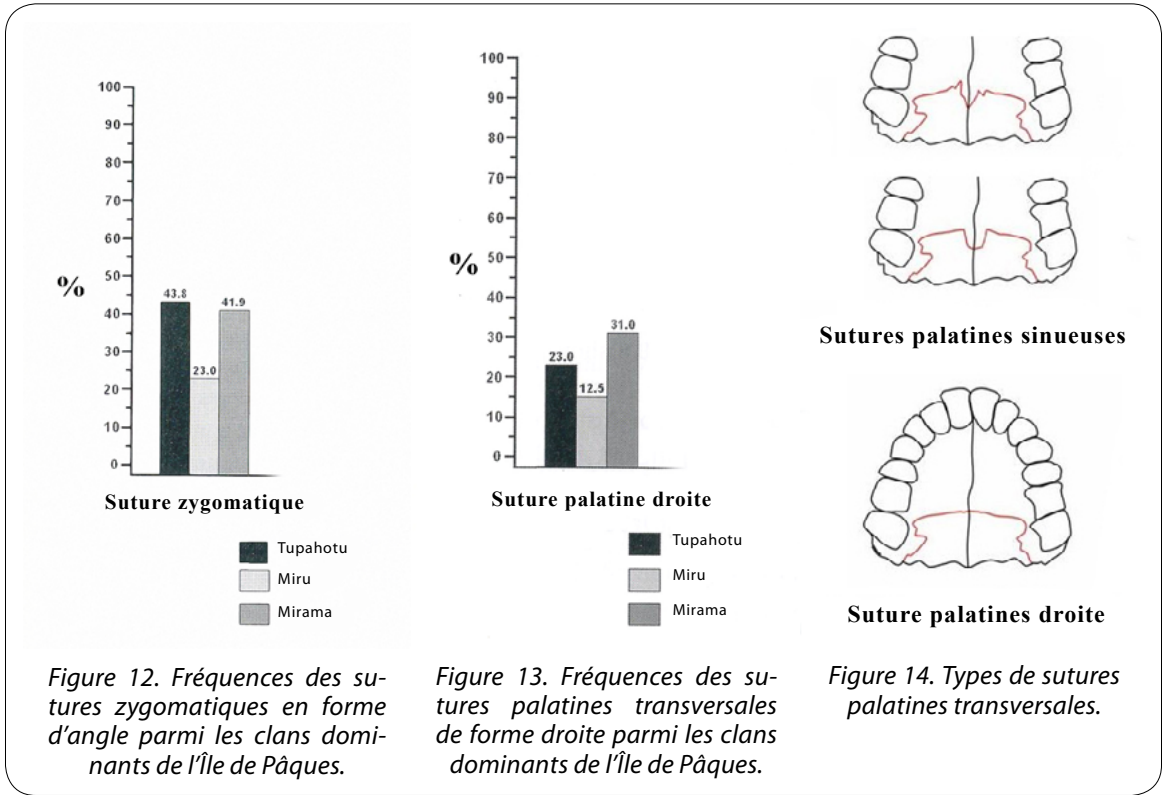 100
90
80
70
60
50
40
30
20
10
0
%
43.8
23.0
41.9
Suture zygomatique
Tupahotu
Miru
Mirama
Figure 12. Fréquences des su-
tures zygomatiques en forme
d'angle parmi les clans domi-
nants de l'Île de Pâques.
100
90
80
70
60
50
40
30
20
10
0
%
23.0
12.5
31.0
Suture palatine droite
Tupahotu
Miru
Mirama
Figure 13. Fréquences des su-
tures palatines transversales
de forme droite parmi les clans
dominants de l'Île de Pâques.
Sutures palatines sinueuses
Suture palatines droite
Figure 14. Types de sutures
palatines transversales.